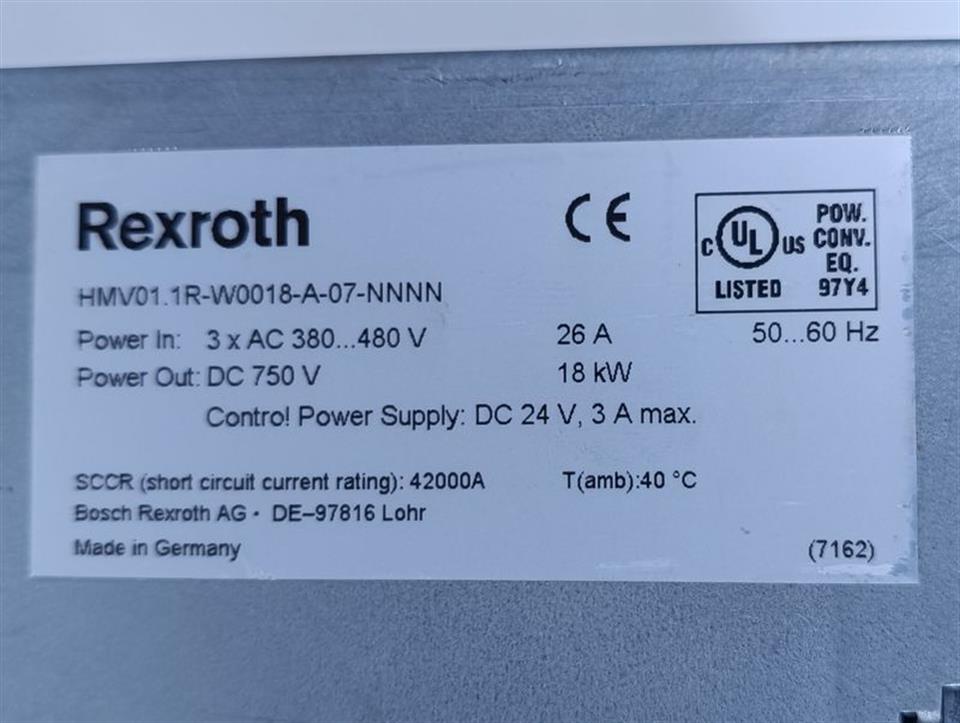 Rexroth
CE
C UL US LISTED
POW.
CONV.
EQ.
97Y4
HMV01.1R-W0018-A-07-NNNN
Power In: 3 x AC 380...480 V 26 A 50...60 Hz
Power Out: DC 750 V 18 kW
Control Power Supply: DC 24 V, 3 A max.
SCCR (short circuit current rating): 42000A T(amb):40 °C
Bosch Rexroth AG • DE–97816 Lohr
Made in Germany (7162)